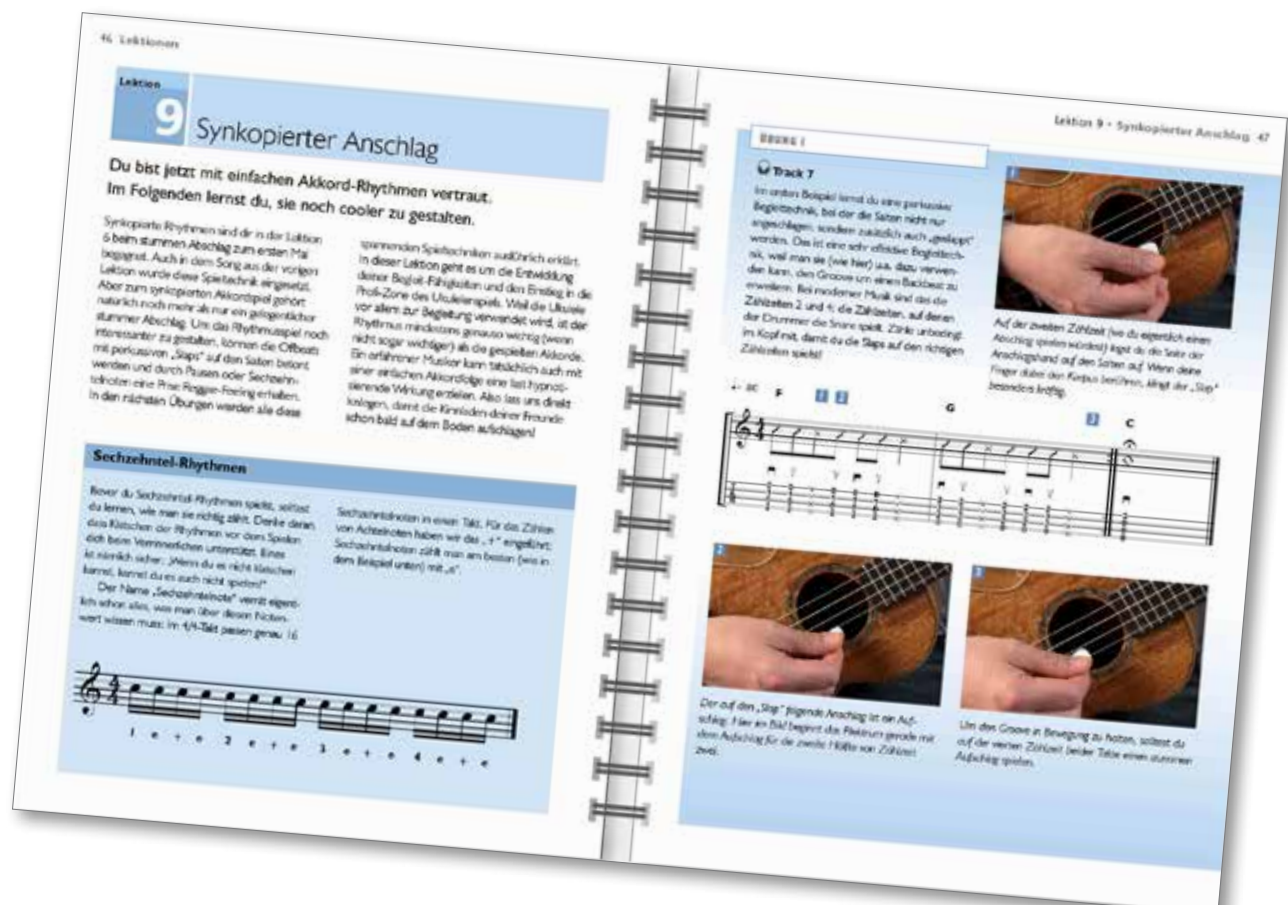 46 Lektionen
Lektion
9
Synkopierter Anschlag
Du bist jetzt mit einfachen Akkord-Rhythmen vertraut.
Im Folgenden lernst du, sie noch cooler zu gestalten.
Synkopierte Rhythmen sind dir in der Lektion
6 beim stummen Abschlag zum ersten Mal
begegnet. Auch in dem Song aus der vorigen
Lektion wurde diese Spieltechnik eingesetzt.
Aber zum synkopierten Akkordspiel gehört
natürlich noch mehr als nur ein gelegentlicher
stummer Abschlag. Um das Rhythmusspiel noch
interessanter zu gestalten, können die Offbeats
mit perkussiven „Slaps" auf den Saiten betont
werden und durch Pausen oder Sechzehn-
telnoten eine Prise Reggae-Feeling erhalten.
In den nächsten Übungen werden alle diese
spannenden Spieltechniken ausführlich erklärt.
In dieser Lektion geht es um die Entwicklung
deiner Begleit-Fähigkeiten und den Einstieg in die
Profi-Zone des Ukulelenspiels. Weil die Ukulele
vor allem zur Begleitung verwendet wird, ist der
Rhythmus mindestens genauso wichtig (wenn
nicht sogar wichtiger) als die gespielten Akkorde.
Ein erfahrener Musiker kann tatsächlich auch mit
einer einfachen Akkordfolge eine fast hypnoti-
sierende Wirkung erzielen. Also lass uns direkt
loslegen, damit die Kinnladen deiner Freunde
schon bald auf dem Boden aufschlagen!
Sechzehntel-Rhythmen
Bevor du Sechzehntel-Rhythmen spielst, solltest
du lernen, wie man sie richtig zählt. Denke daran
dass Klatschen der Rhythmen vor dem Spielen
dich beim Verinnerlichen unterstützt. Eines
ist nämlich sicher: „Wenn du es nicht klatschen
kannst, kannst du es auch nicht spielen!"
Der Name „Sechzehntelnote" verrät eigent-
lich schon alles, was man über diesen Noten-
wert wissen muss: im 4/4-Takt passen genau 16
Sechzehntelnoten in einen Takt. Für das Zählen
von Achtelnoten haben wir das „+" eingeführt;
Sechzehntelnoten zählt man am besten (wie in
dem Beispiel unten) mit „e".
1 e + e 2 e + e 3 e + e 4 e + e
Lektion 9 • Synkopierter Anschlag 47
ÜBUNG 1
Track 7
Im ersten Beispiel lernst du eine perkussive
Begleittechnik, bei der die Saiten nicht nur
angeschlagen, sondern zusätzlich auch „geslappt"
werden. Das ist eine sehr effektive Begleittech-
nik, weil man sie (wie hier) u.a. dazu verwen-
den kann, den Groove um einen Backbeat zu
erweitern. Bei moderner Musik sind das die
Zählzeiten 2 und 4; die Zählzeiten, auf denen
der Drummer die Snare spielt. Zähle unbedingt
im Kopf mit, damit du die Slaps auf den richtigen
Zählzeiten spielst!
1
Auf der zweiten Zählzeit (wo du eigentlich einen
Abschlag spielen würdest) legst du die Seite der
Anschlagshand auf den Saiten auf. Wenn deine
Finger dabei den Korpus berühren, klingt der „Slap"
besonders kräftig.
F 1 2 G 3 C
2
Der auf den „Slap" folgende Anschlag ist ein Auf-
schlag. Hier im Bild beginnt das Plektrum gerade mit
dem Aufschlag für die zweite Hälfte von Zählzeit
zwei.
3
Um den Groove in Bewegung zu halten, solltest du
auf der vierten Zählzeit beider Takte einen stummen
Aufschlag spielen.